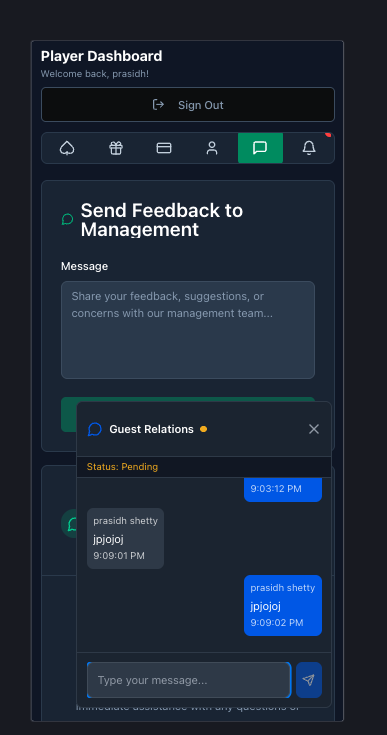 Player Dashboard
Welcome back, prasidh!
Sign Out
Send Feedback to
Management
Message
Share your feedback, suggestions, or
concerns with our management team...
Guest Relations
Status: Pending
9:03:12 PM
prasidh shetty
jpjojoj
9:09:01 PM
prasidh shetty
jpjojoj
9:09:02 PM
Type your message...
immediate assistance with any questions or